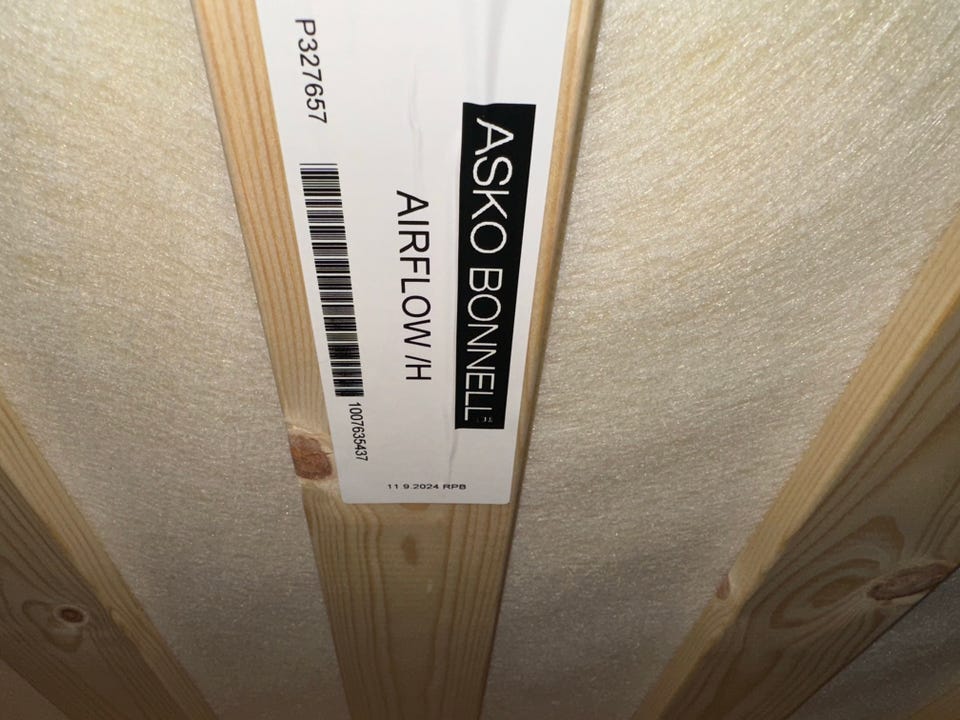 ASKO BONNELL
AIRFLOW /H
P327657
1007635437
11 9.2024 RPB